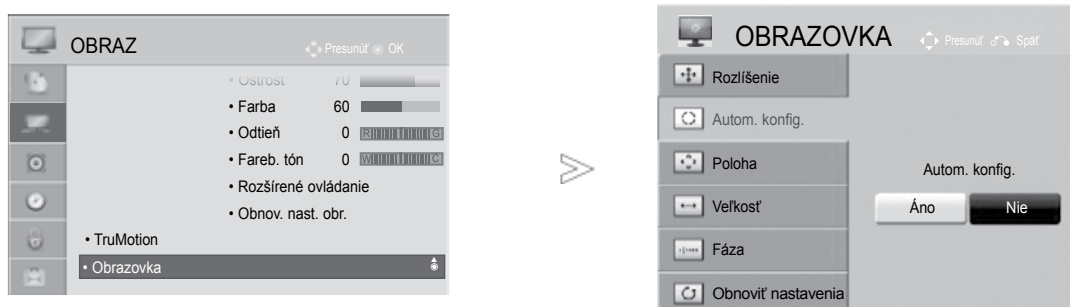 OBRAZ
Presunúť OK
• Ostrosť 70
• Farba 60
• Odtieň 0 R G
• Fareb. tón 0 W C
• Rozšírené ovládanie
• Obnov. nast. obr.
• TruMotion
• Obrazovka
OBRAZOVKA Presunúť Späť
Rozlíšenie
Autom. konfig.
Poloha
Veľkosť
Fáza
Obnoviť nastavenia
Autom. konfig.
Áno Nie